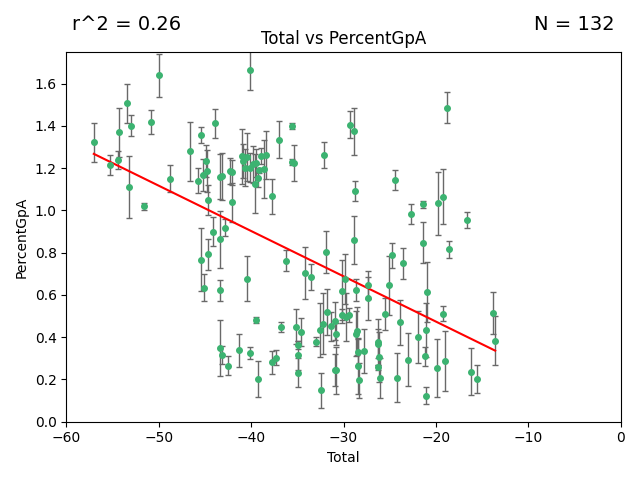 r^2 = 0.26 N = 132
Total vs PercentGpA
1.6
1.4
1.2
1.0
0.8
0.6
0.4
0.2
0.0
PercentGpA
−60 −50 −40 −30 −20 −10 0
Total